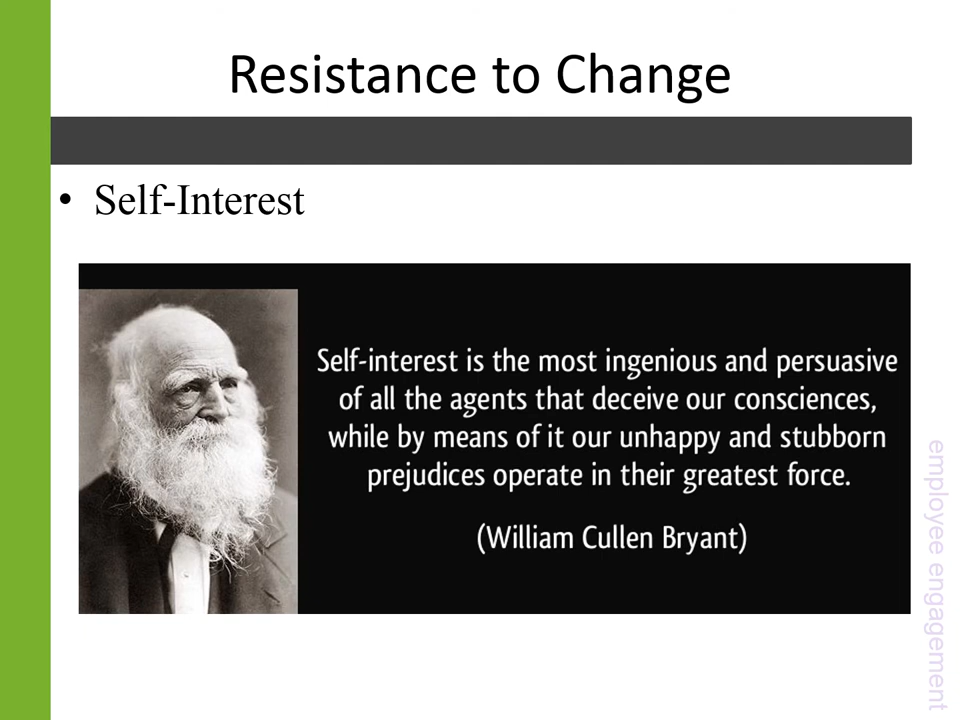 Resistance to Change
• Self-Interest
Self-interest is the most ingenious and persuasive
of all the agents that deceive our consciences,
while by means of it our unhappy and stubborn
prejudices operate in their greatest force.
(William Cullen Bryant)
employee engagement